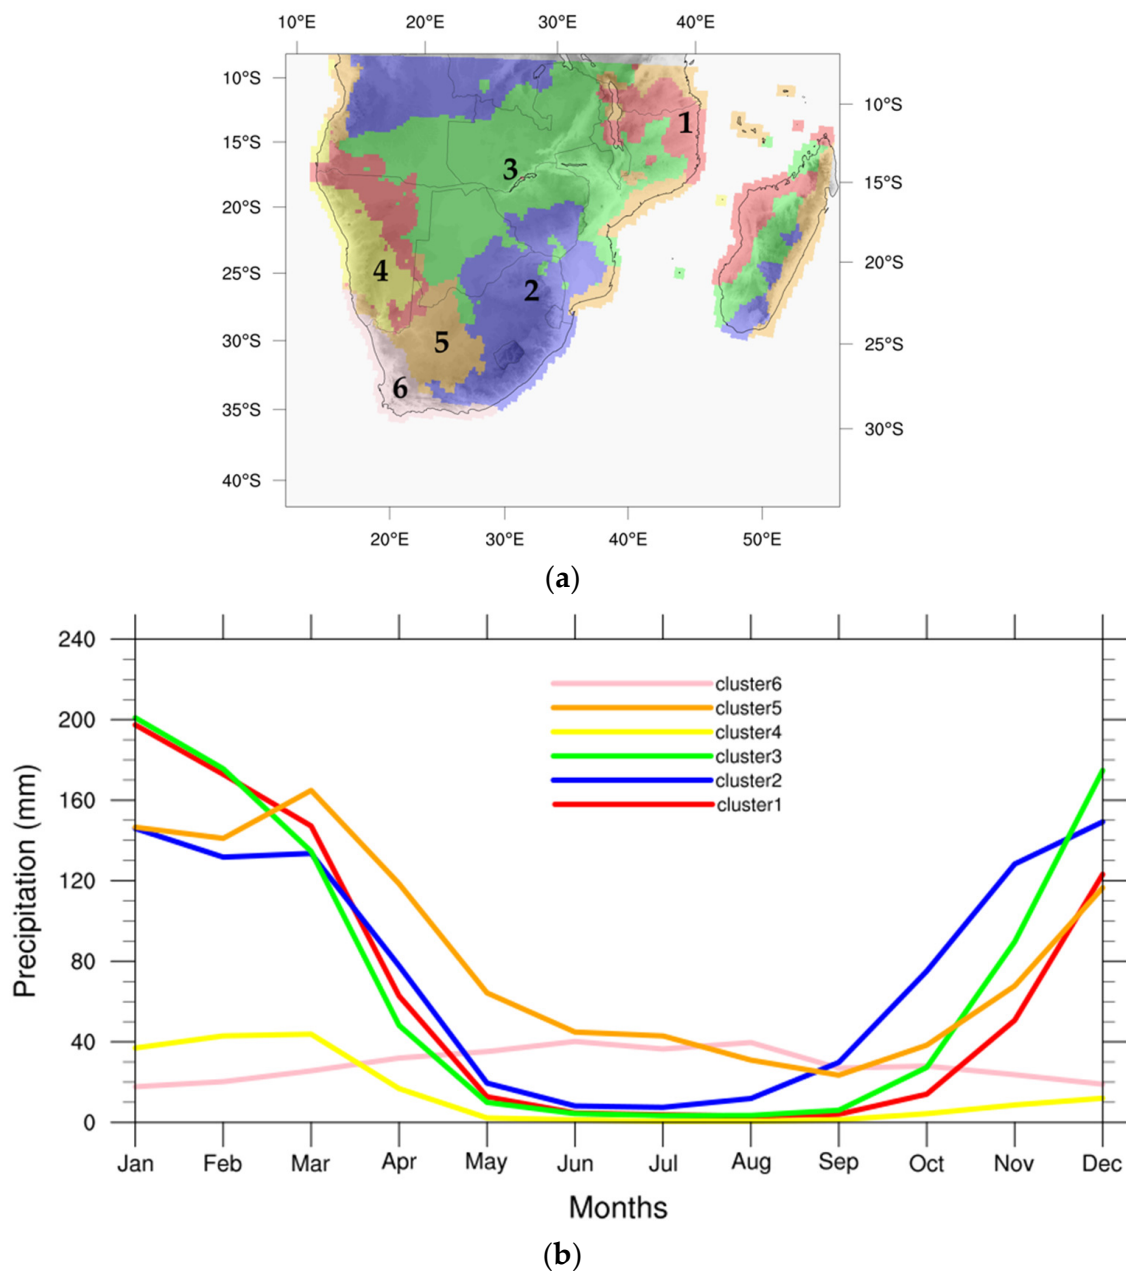 10°E 20°E 30°E 40°E
10°S
10°S
1
15°S
3
15°S
20°S
20°S
4
25°S
2
5
30°S
25°S
6
35°S
30°S
40°S
20°E 30°E 40°E 50°E
(a)
240
cluster6
cluster5
200
cluster4
cluster3
cluster2
160
cluster1
120
80
40
0
Precipitation (mm)
Jan Feb Mar Apr May Jun Jul Aug Sep Oct Nov Dec
Months
(b)